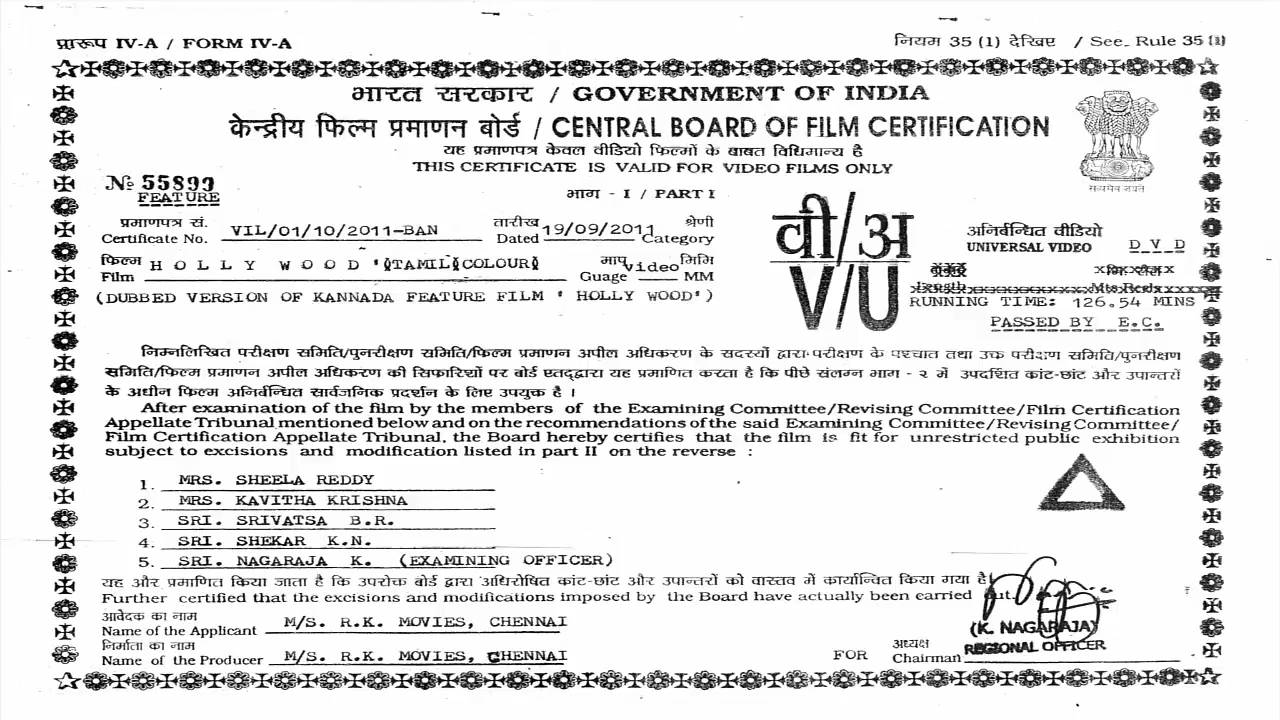 प्रारूप IV-A / FORM IV-A
नियम 35 (1) देखिए / See. Rule 35 (1)
भारत सरकार / GOVERNMENT OF INDIA
केन्द्रीय फिल्म प्रमाणन बोर्ड / CENTRAL BOARD OF FILM CERTIFICATION
यह प्रमाणपत्र केवल वीडियो फिल्मों के बाबत विधिमान्य है
THIS CERTIFICATE IS VALID FOR VIDEO FILMS ONLY
सत्यमेव जयते
№ 55899
FEATURE
भाग - I / PART I
प्रमाणपत्र सं.
Certificate No. VIL/01/10/2011-BAN
तारीख
Dated 19/09/2011
श्रेणी
Category
वी/अ
V/U
अनिर्बन्धित वीडियो
UNIVERSAL VIDEO D V D
फिल्म
Film HOLLY WOOD '(TAMIL)(COLOUR)
माप
Guage video
मिमि
MM
(DUBBED VERSION OF KANNADA FEATURE FILM ' HOLLY WOOD')
Length Mts.
RUNNING TIME: 126.54 MINS
PASSED BY E.C.
निम्नलिखित परीक्षण समिति/पुनरीक्षण समिति/फिल्म प्रमाणन अपील अधिकरण के सदस्यों द्वारा परीक्षण के पश्चात तथा उक्त परीक्षण समिति/पुनरीक्षण
समिति/फिल्म प्रमाणन अपील अधिकरण की सिफारिशों पर बोर्ड एतद्द्वारा यह प्रमाणित करता है कि पीछे संलग्न भाग - २ में उपदर्शित कांट-छांट और उपान्तरों
के अधीन फिल्म अनिर्बन्धित सार्वजनिक प्रदर्शन के लिए उपयुक्त है ।
After examination of the film by the members of the Examining Committee/Revising Committee/Film Certification
Appellate Tribunal mentioned below and on the recommendations of the said Examining Committee/Revising Committee/
Film Certification Appellate Tribunal, the Board hereby certifies that the film is fit for unrestricted public exhibition
subject to excisions and modification listed in part II on the reverse :
1. MRS. SHEELA REDDY
2. MRS. KAVITHA KRISHNA
3. SRI. SRIVATSA B.R.
4. SRI. SHEKAR K.N.
5. SRI. NAGARAJA K. (EXAMINING OFFICER)
यह और प्रमाणित किया जाता है कि उपरोक्त बोर्ड द्वारा अधिरोपित कांट-छांट और उपान्तरों को वास्तव में कार्यान्वित किया गया है।
Further certified that the excisions and modifications imposed by the Board have actually been carried out.
आवेदक का नाम
Name of the Applicant M/S. R.K. MOVIES, CHENNAI
निर्माता का नाम
Name of the Producer M/S. R.K. MOVIES, CHENNAI
(K. NAGARAJA)
REGIONAL OFFICER
अध्यक्ष
FOR Chairman